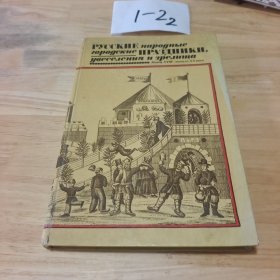 1-22
РУССКИЕ народные
городские ПРАЗДНИКИ,
увеселения и зрелища